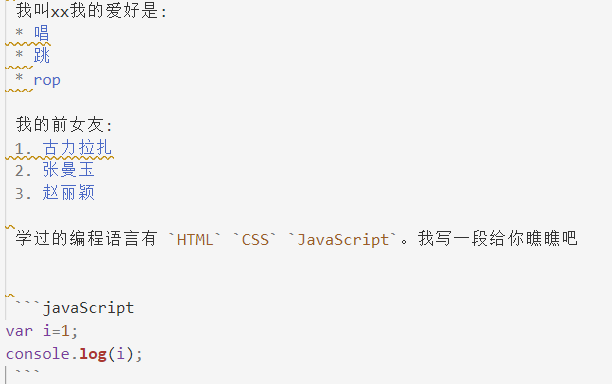 我叫xx我的爱好是:
* 唱
* 跳
* rop
我的前女友:
1. 古力拉扎
2. 张曼玉
3. 赵丽颖
学过的编程语言有 `HTML` `CSS` `JavaScript`。我写一段给你瞧瞧吧
```javaScript
var i=1;
console.log(i);
```